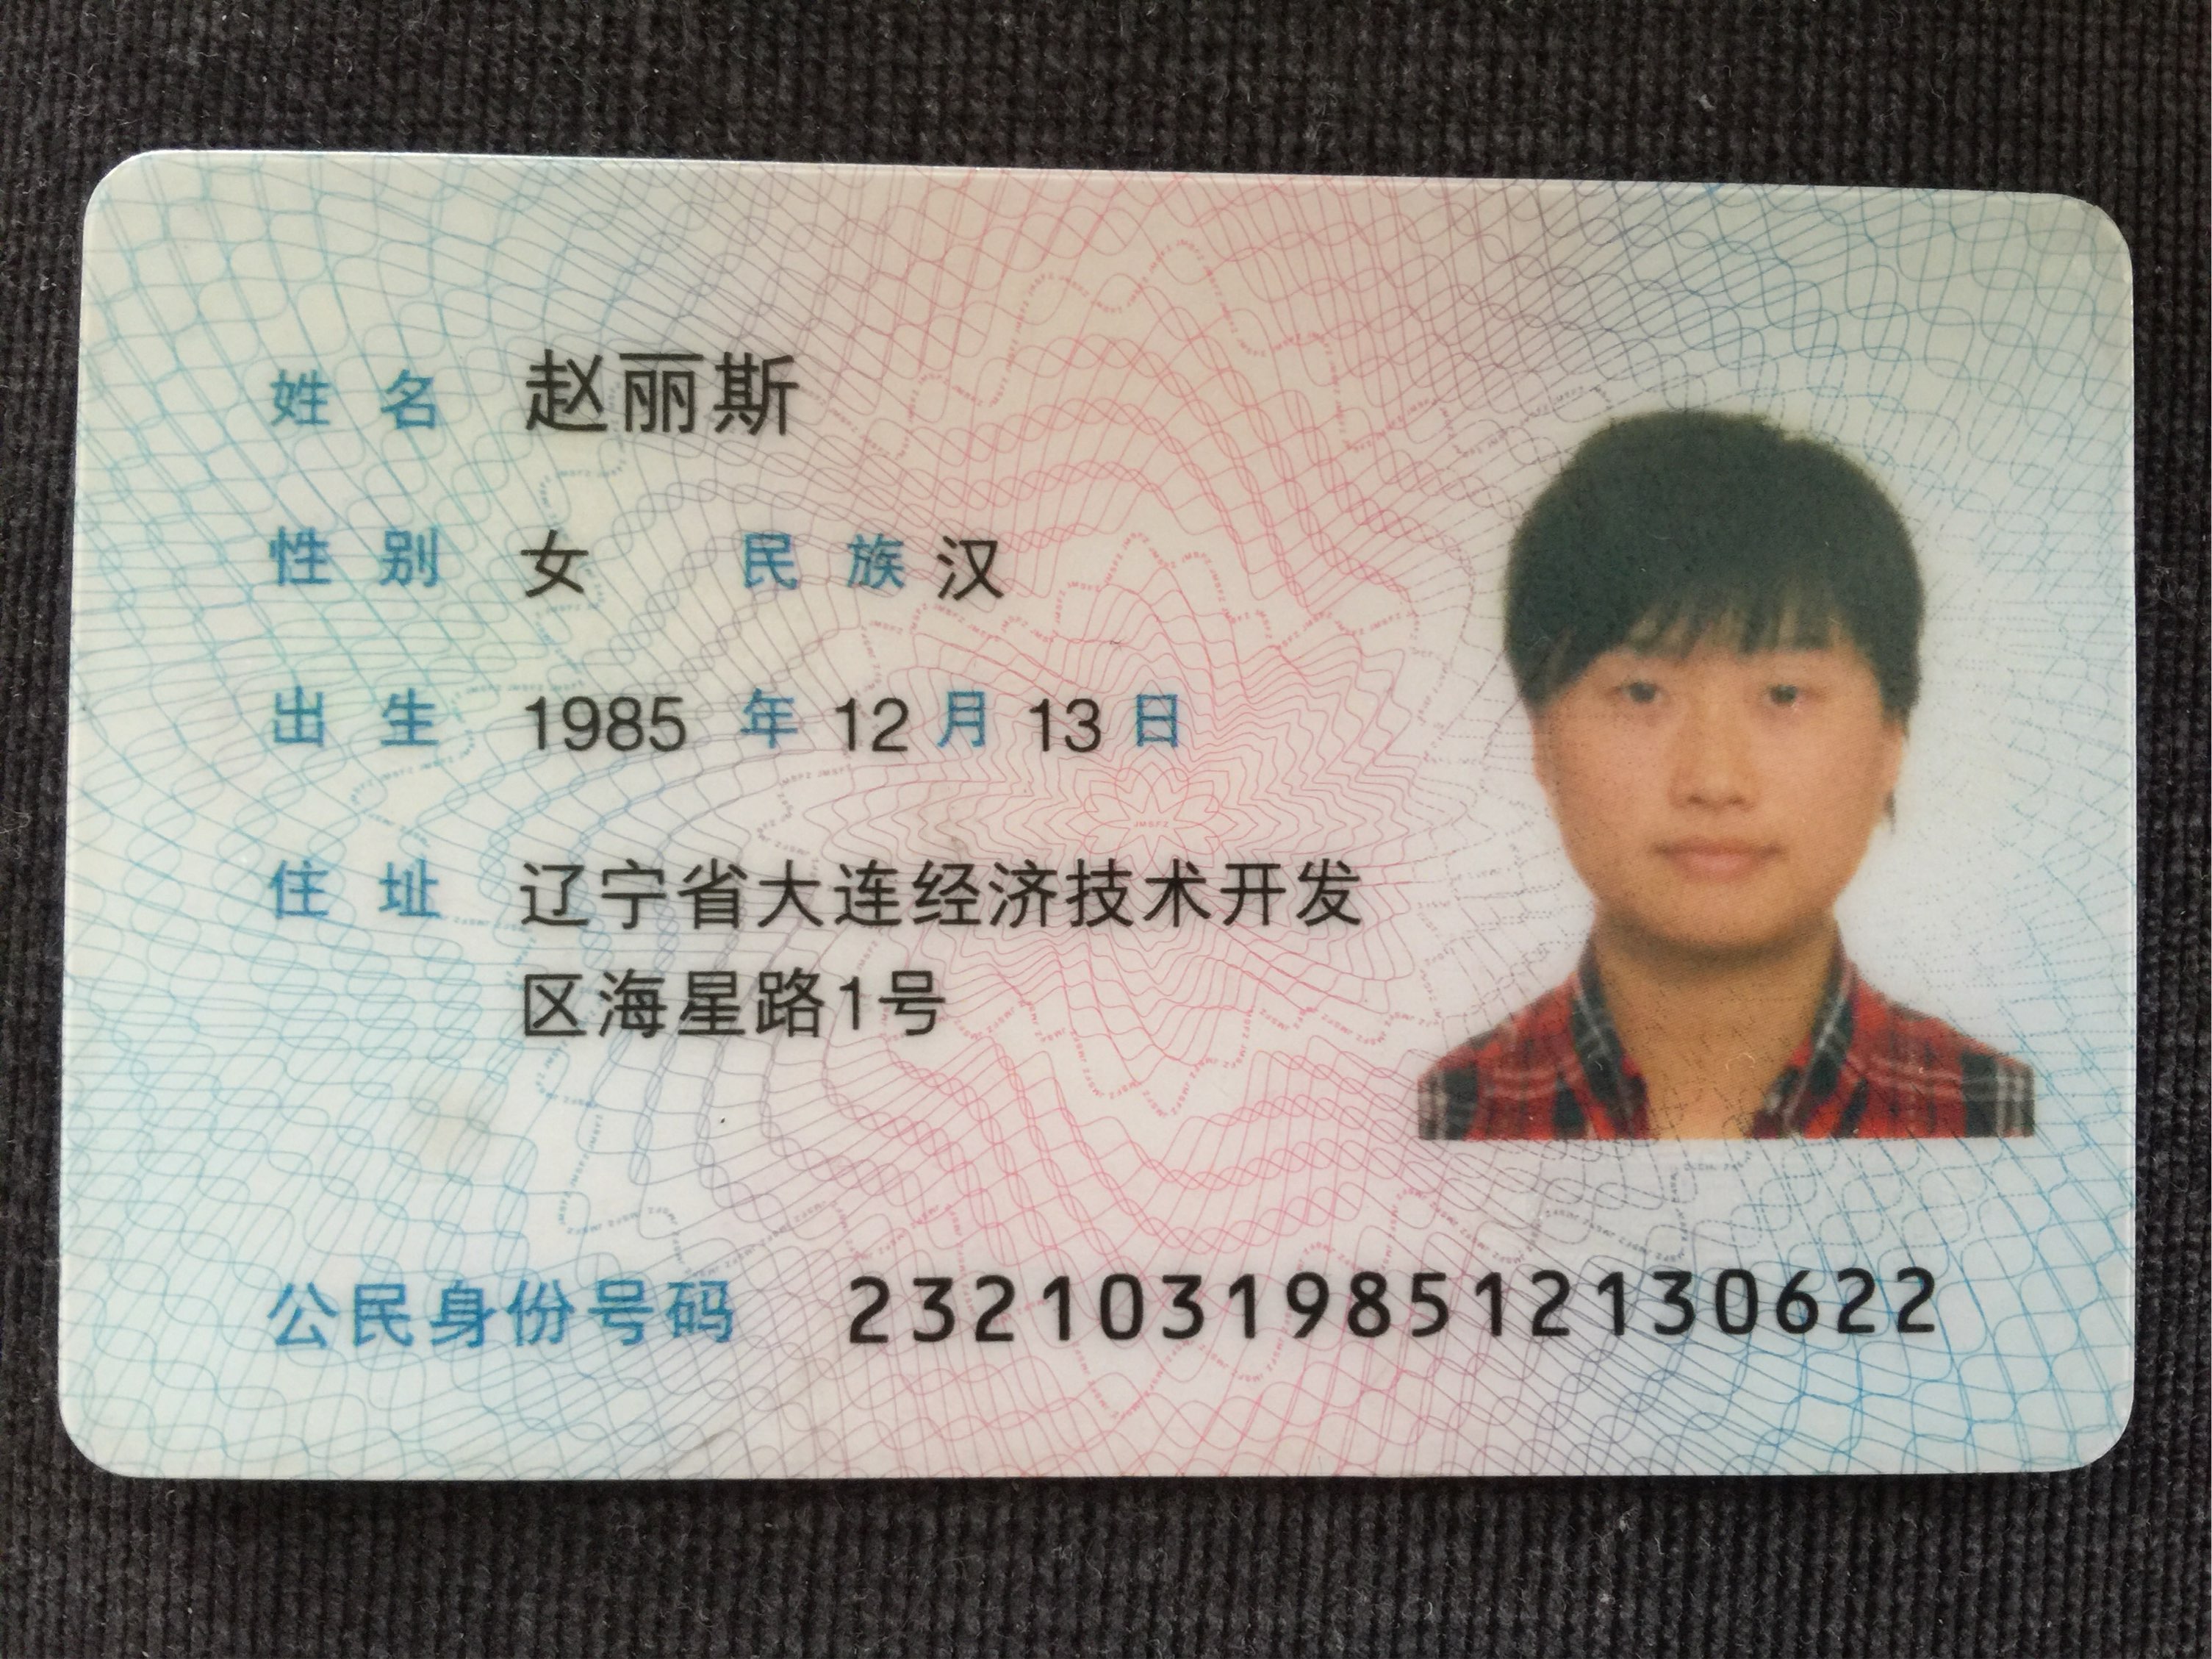 姓 名 赵丽斯
性 别 女 民 族 汉
出 生 1985 年 12 月 13 日
住 址 辽宁省大连经济技术开发
区海星路1号
公民身份号码 232103198512130622